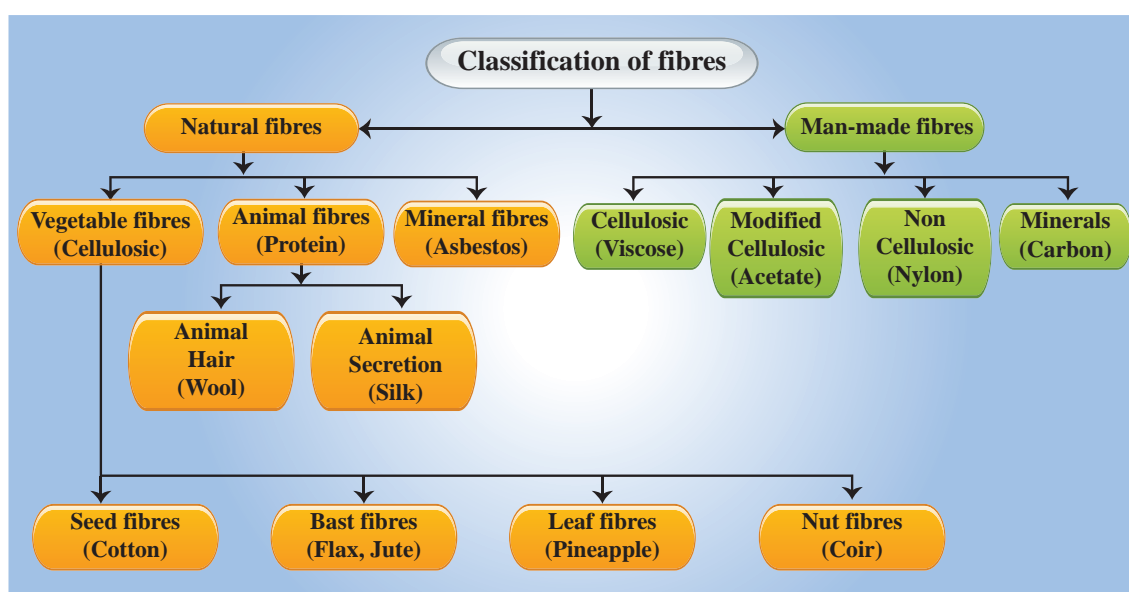 Classification of fibres
Natural fibres
Man-made fibres
Vegetable fibres
(Cellulosic)
Animal fibres
(Protein)
Mineral fibres
(Asbestos)
Cellulosic
(Viscose)
Modified
Cellulosic
(Acetate)
Non
Cellulosic
(Nylon)
Minerals
(Carbon)
Animal
Hair
(Wool)
Animal
Secretion
(Silk)
Seed fibres
(Cotton)
Bast fibres
(Flax, Jute)
Leaf fibres
(Pineapple)
Nut fibres
(Coir)